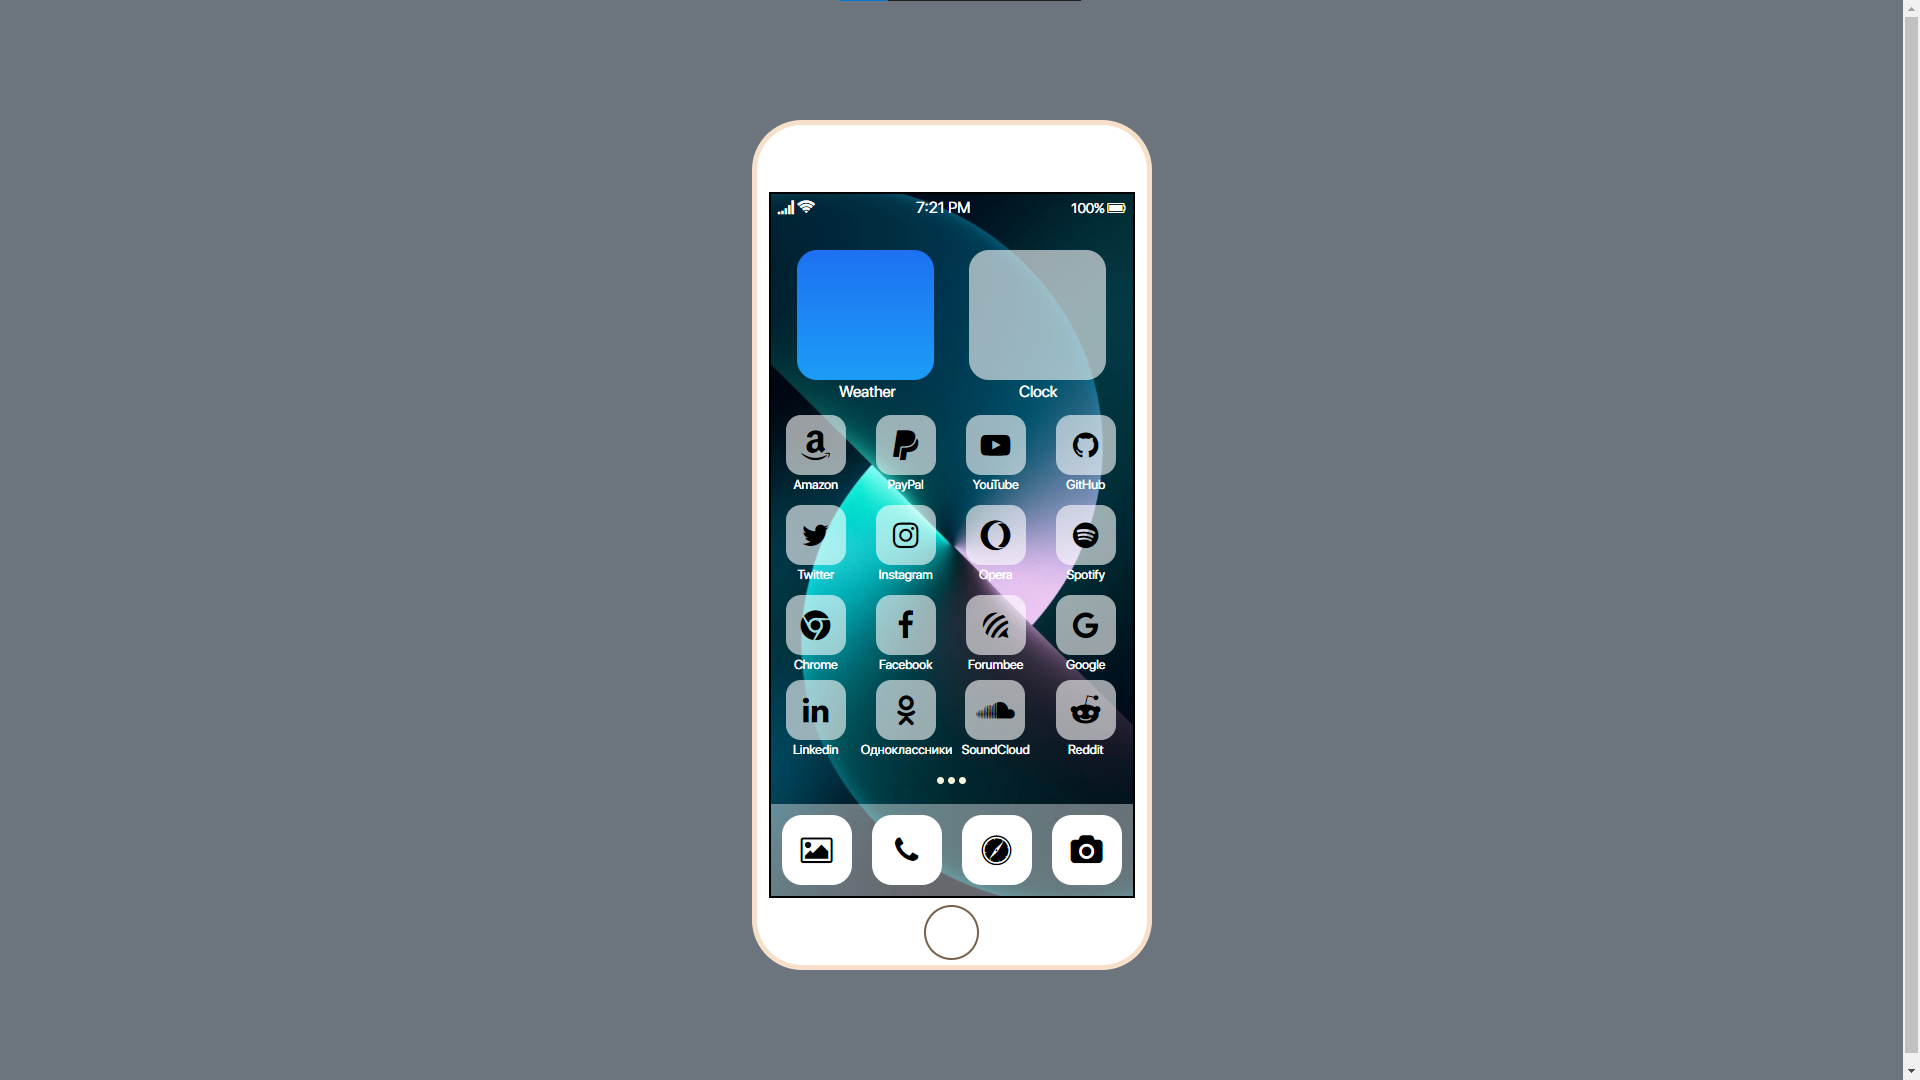 7:21 PM 100%
Weather Clock
Amazon PayPal YouTube GitHub
Twitter Instagram Opera Spotify
Chrome Facebook Forumbee Google
Linkedin Одноклассники SoundCloud Reddit